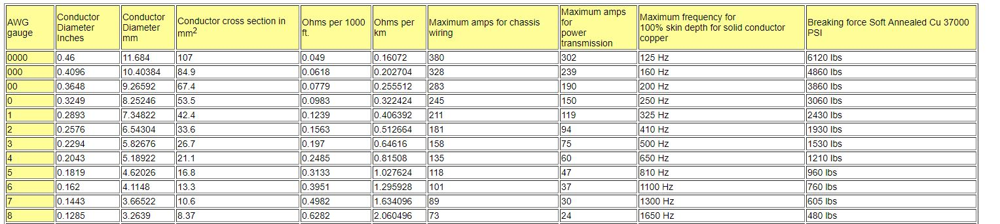 AWG gauge | Conductor Diameter Inches | Conductor Diameter mm | Conductor cross section in mm2 | Ohms per 1000 ft. | Ohms per km | Maximum amps for chassis wiring | Maximum amps for power transmission | Maximum frequency for 100% skin depth for solid conductor copper | Breaking force Soft Annealed Cu 37000 PSI
0000 | 0.46 | 11.684 | 107 | 0.049 | 0.16072 | 380 | 302 | 125 Hz | 6120 lbs
000 | 0.4096 | 10.40384 | 84.9 | 0.0618 | 0.202704 | 328 | 239 | 160 Hz | 4860 lbs
00 | 0.3648 | 9.26592 | 67.4 | 0.0779 | 0.255512 | 283 | 190 | 200 Hz | 3860 lbs
0 | 0.3249 | 8.25246 | 53.5 | 0.0983 | 0.322424 | 245 | 150 | 250 Hz | 3060 lbs
1 | 0.2893 | 7.34822 | 42.4 | 0.1239 | 0.406392 | 211 | 119 | 325 Hz | 2430 lbs
2 | 0.2576 | 6.54304 | 33.6 | 0.1563 | 0.512664 | 181 | 94 | 410 Hz | 1930 lbs
3 | 0.2294 | 5.82676 | 26.7 | 0.197 | 0.64616 | 158 | 75 | 500 Hz | 1530 lbs
4 | 0.2043 | 5.18922 | 21.1 | 0.2485 | 0.81508 | 135 | 60 | 650 Hz | 1210 lbs
5 | 0.1819 | 4.62026 | 16.8 | 0.3133 | 1.027624 | 118 | 47 | 810 Hz | 960 lbs
6 | 0.162 | 4.1148 | 13.3 | 0.3951 | 1.295928 | 101 | 37 | 1100 Hz | 760 lbs
7 | 0.1443 | 3.66522 | 10.6 | 0.4982 | 1.634096 | 89 | 30 | 1300 Hz | 605 lbs
8 | 0.1285 | 3.2639 | 8.37 | 0.6282 | 2.060496 | 73 | 24 | 1650 Hz | 480 lbs